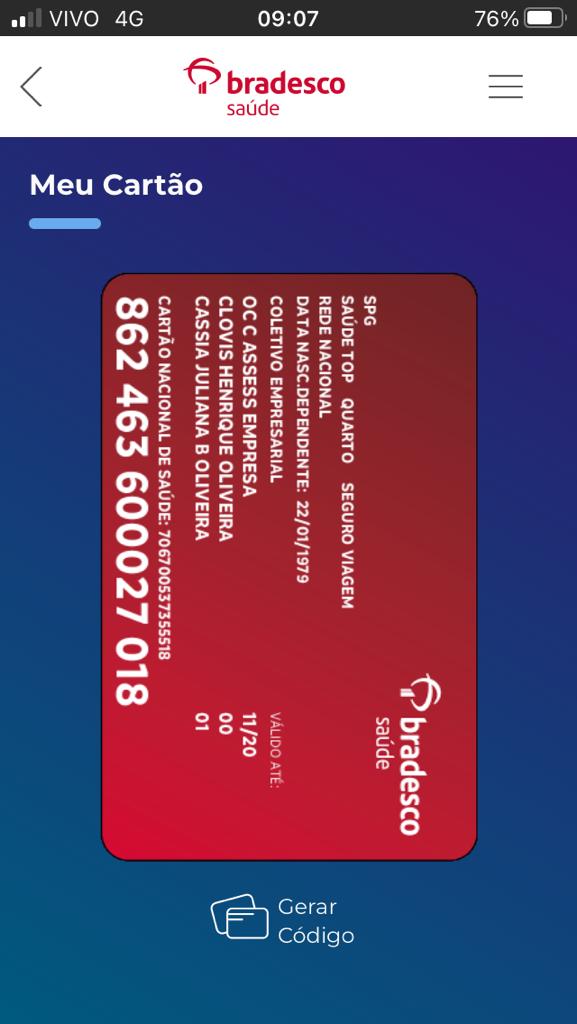 VIVO 4G 09:07 76%
bradesco
saúde
Meu Cartão
bradesco
saúde
SPG
SAÚDE TOP QUARTO SEGURO VIAGEM
REDE NACIONAL
DATA NASC.DEPENDENTE: 22/01/1979
COLETIVO EMPRESARIAL VÁLIDO ATÉ:
OC C ASSESS EMPRESA 11/20
CLOVIS HENRIQUE OLIVEIRA 00
CASSIA JULIANA B OLIVEIRA 01
CARTÃO NACIONAL DE SAÚDE: 706700537355518
862 463 600027 018
Gerar
Código